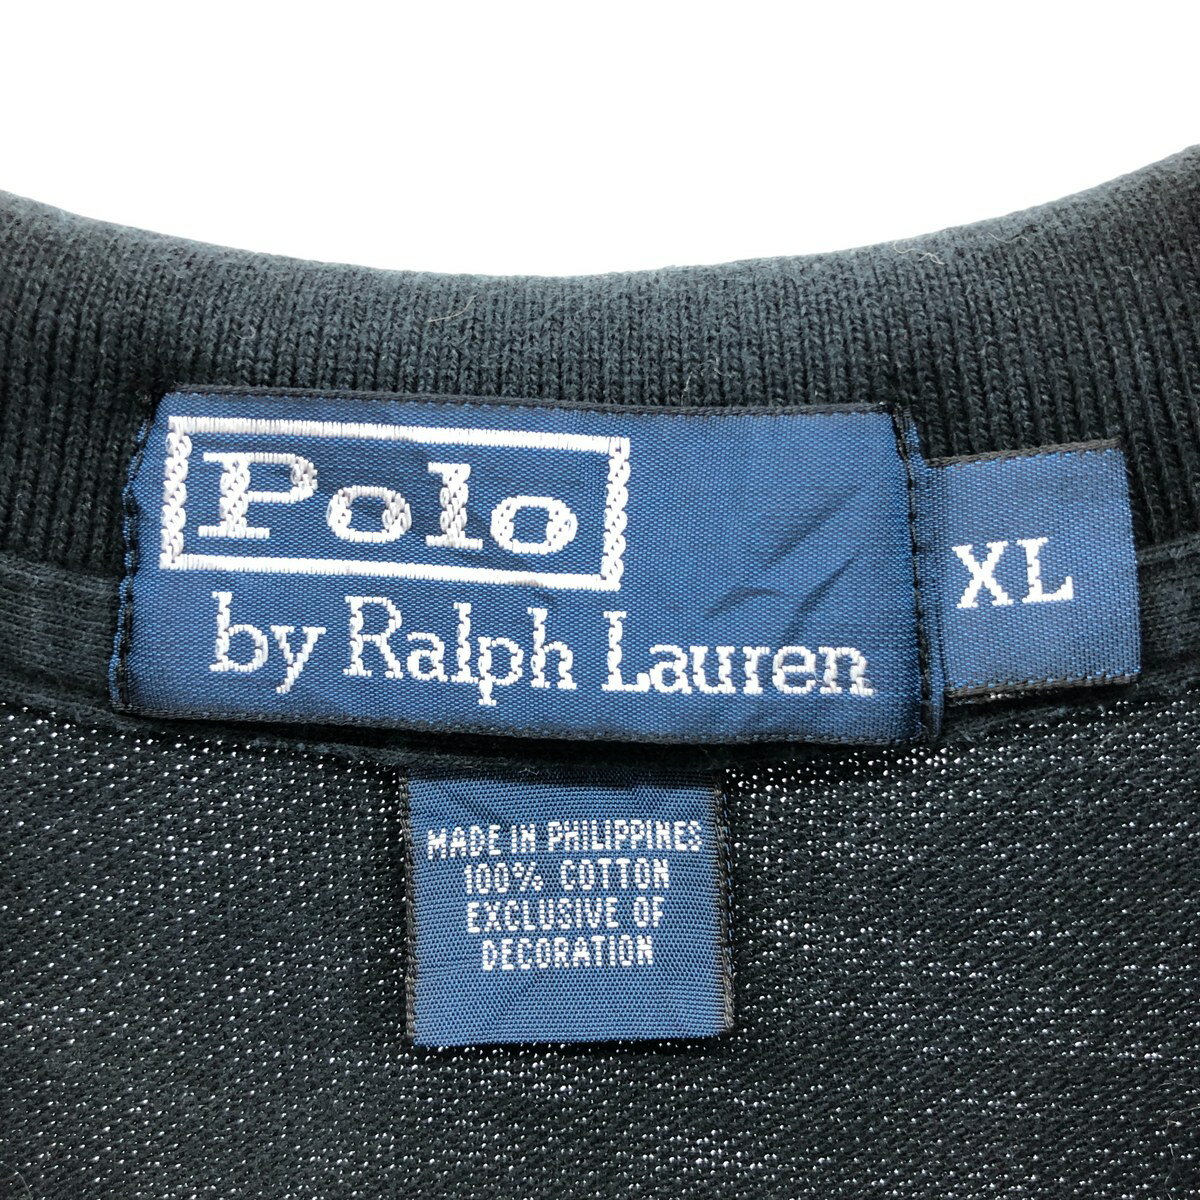 Polo
by Ralph Lauren
XL
MADE IN PHILIPPINES
100% COTTON
EXCLUSIVE OF
DECORATION